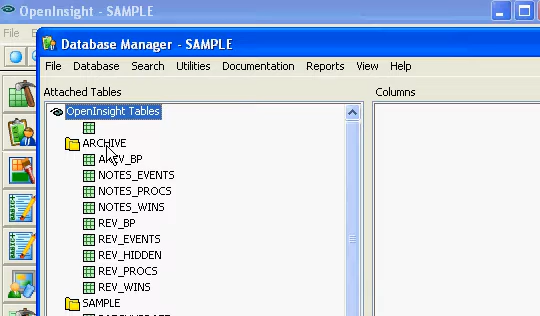 OpenInsight - SAMPLE
Database Manager - SAMPLE
File
File Database Search Utilities Documentation Reports View Help
Attached Tables
Columns
OpenInsight Tables
ARCHIVE
NOTES_EVENTS
NOTES_PROCS
NOTES_WINS
REV_BP
REV_EVENTS
REV_HIDDEN
REV_PROCS
REV_WINS
SAMPLE